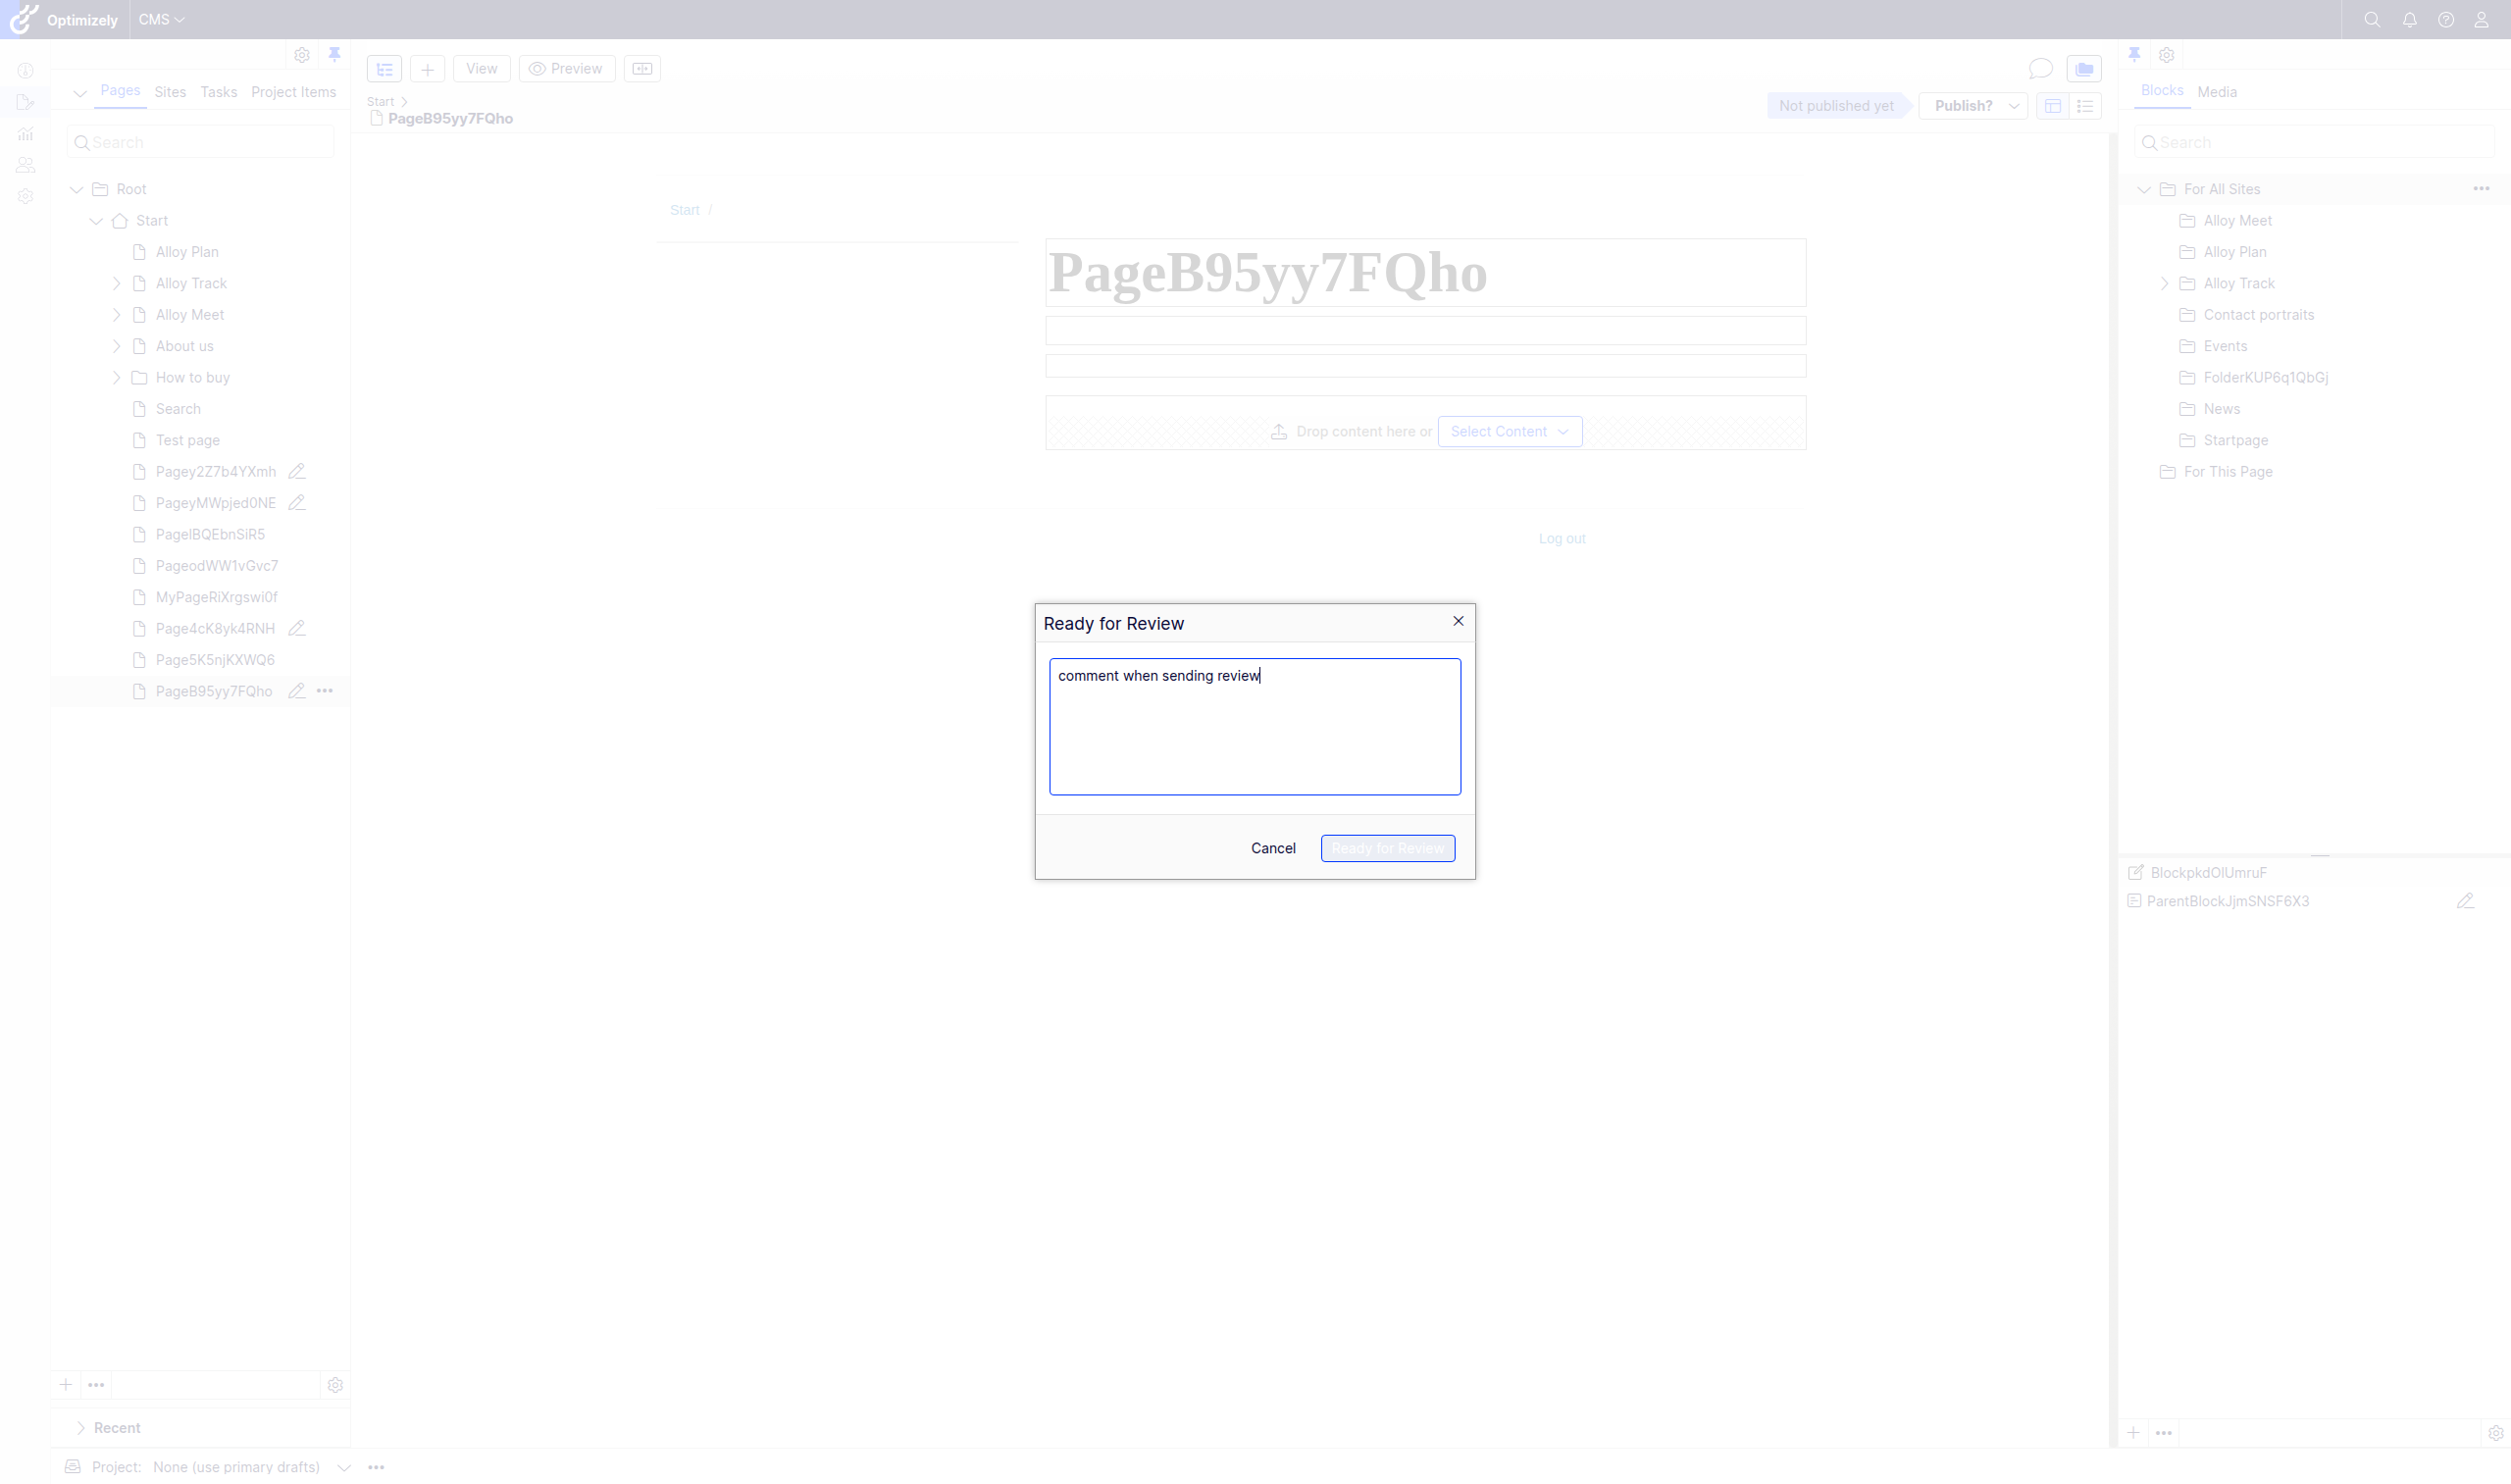 Optimizely CMS
Pages Sites Tasks Project Items
Search
Root
Start
Alloy Plan
Alloy Track
Alloy Meet
About us
How to buy
Search
Test page
Pagey2Z7b4YXmh
PageyMWpjed0NE
PageIBQEbnSiR5
PageodWW1vGvc7
MyPageRiXrgswi0f
Page4cK8yk4RNH
Page5K5njKXWQ6
PageB95yy7FQho
Recent
Project: None (use primary drafts)
View Preview
Start
PageB95yy7FQho
Not published yet Publish?
Start /
PageB95yy7FQho
Drop content here or Select Content
Log out
Ready for Review
comment when sending review
Cancel Ready for Review
Blocks Media
Search
For All Sites
Alloy Meet
Alloy Plan
Alloy Track
Contact portraits
Events
FolderKUP6q1QbGj
News
Startpage
For This Page
BlockpkdOIUmruF
ParentBlockJjmSNSF6X3